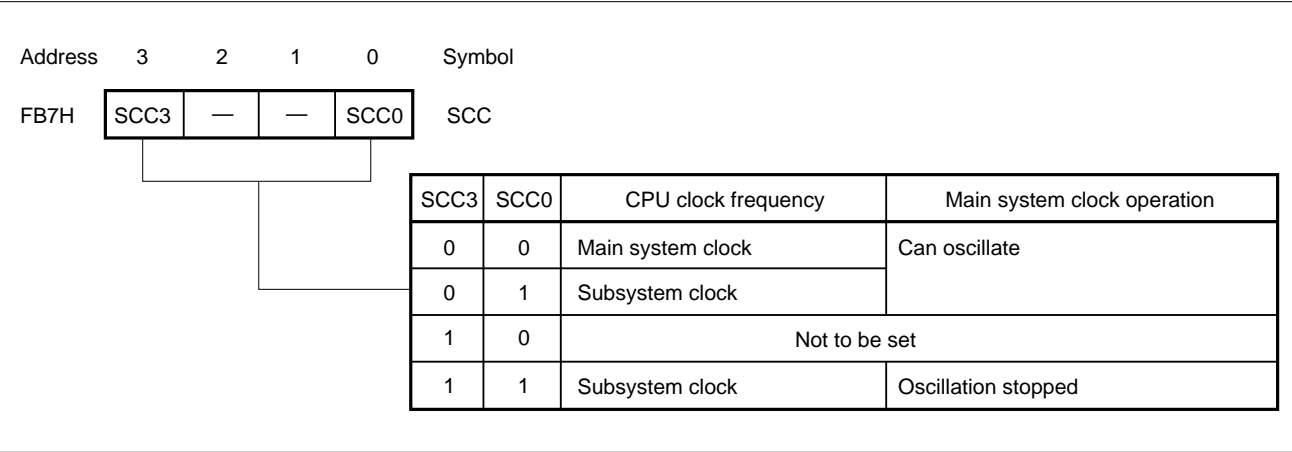 Address 3 2 1 0 Symbol
FB7H SCC3 — — SCC0 SCC
SCC3 SCC0 CPU clock frequency Main system clock operation
0 0 Main system clock Can oscillate
0 1 Subsystem clock
1 0 Not to be set
1 1 Subsystem clock Oscillation stopped